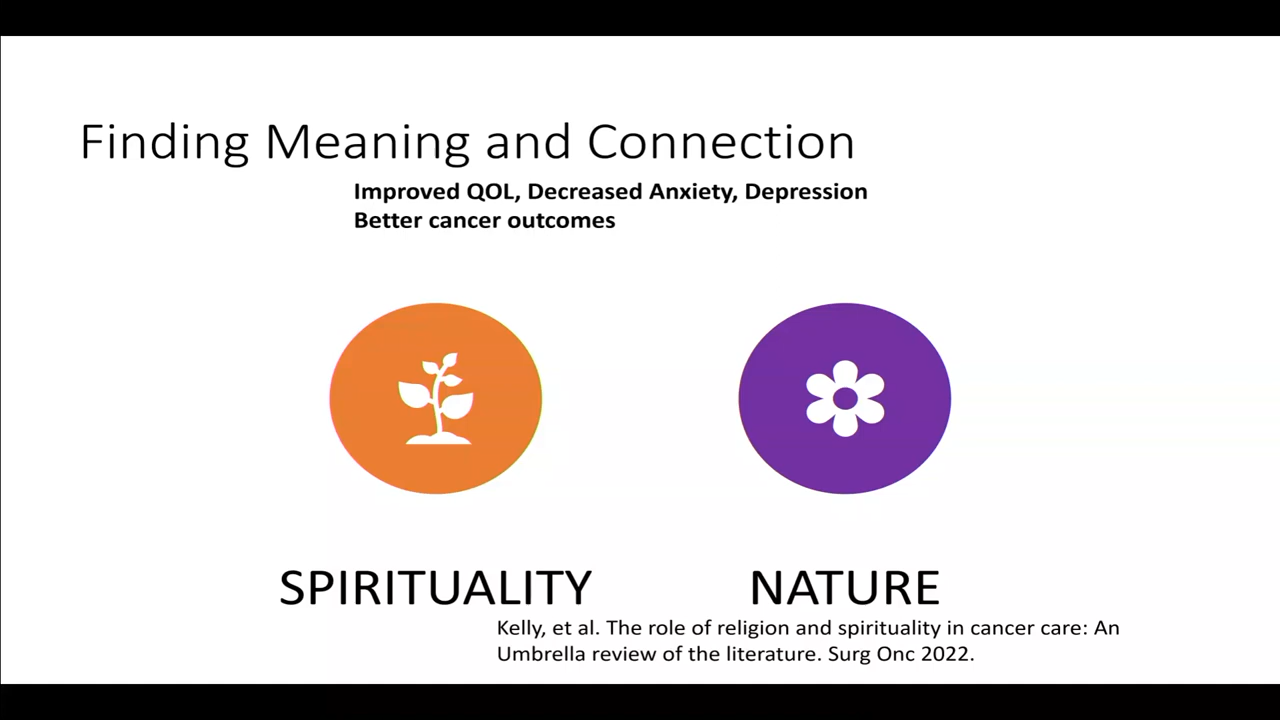 Finding Meaning and Connection
Improved QOL, Decreased Anxiety, Depression
Better cancer outcomes
SPIRITUALITY
NATURE
Kelly, et al. The role of religion and spirituality in cancer care: An
Umbrella review of the literature. Surg Onc 2022.